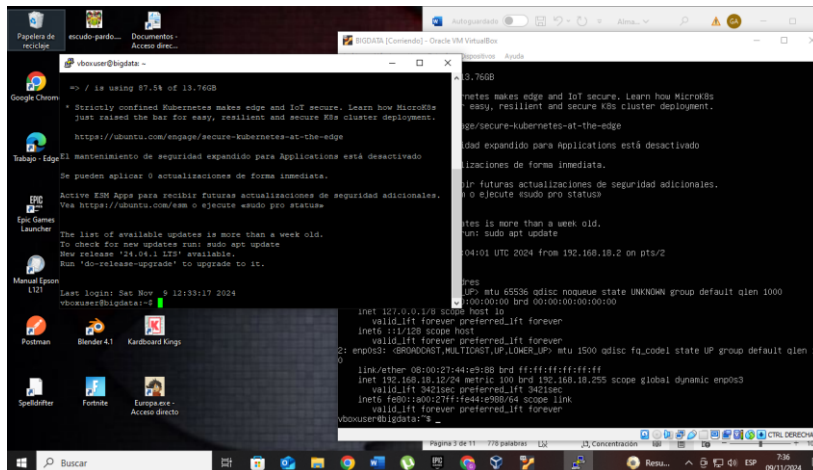 Papelera de
reciclaje
escudo-pardo....
Documentos -
Acceso direc...
Google Chrom
Trabajo - Edge
Epic Games
Launcher
Manual Epson
L121
Postman
Blender 4.1
Kardboard Kings
Spelldrifter
Fortnite
Europa.exe -
Acceso directo
vboxuser@bigdata: ~
=> / is using 87.5% of 13.76GB
* Strictly confined Kubernetes makes edge and IoT secure. Learn how MicroK8s
just raised the bar for easy, resilient and secure K8s cluster deployment.
https://ubuntu.com/engage/secure-kubernetes-at-the-edge
El mantenimiento de seguridad expandido para Applications está desactivado
Se pueden aplicar 0 actualizaciones de forma inmediata.
Active ESM Apps para recibir futuras actualizaciones de seguridad adicionales.
Vea https://ubuntu.com/esm o ejecute «sudo pro status»
The list of available updates is more than a week old.
To check for new updates run: sudo apt update
New release '24.04.1 LTS' available.
Run 'do-release-upgrade' to upgrade to it.
Last login: Sat Nov 9 12:33:17 2024
vboxuser@bigdata:~$
Autoguardado
Alma...
GA
BIGDATA [Corriendo] - Oracle VM VirtualBox
Dispositivos Ayuda
13.76GB
rnetes makes edge and IoT secure. Learn how MicroK8s
r easy, resilient and secure K8s cluster deployment.
age/secure-kubernetes-at-the-edge
idad expandido para Applications está desactivado
izaciones de forma inmediata.
bir futuras actualizaciones de seguridad adicionales.
o ejecute «sudo pro status»
ates is more than a week old.
run: sudo apt update
:04:01 UTC 2024 from 192.168.18.2 on pts/2
dres
_UP> mtu 65536 qdisc noqueue state UNKNOWN group default qlen 1000
:00:00:00:00 brd 00:00:00:00:00:00
inet 127.0.0.1/8 scope host lo
valid_lft forever preferred_lft forever
inet6 ::1/128 scope host
valid_lft forever preferred_lft forever
2: enp0s3: <BROADCAST,MULTICAST,UP,LOWER_UP> mtu 1500 qdisc fq_codel state UP group default qlen
0
link/ether 08:00:27:44:e9:88 brd ff:ff:ff:ff:ff:ff
inet 192.168.18.12/24 metric 100 brd 192.168.18.255 scope global dynamic enp0s3
valid_lft 3421sec preferred_lft 3421sec
inet6 fe80::a00:27ff:fe44:e988/64 scope link
valid_lft forever preferred_lft forever
vboxuser@bigdata:~$ _
CTRL DERECHA
Página 3 de 11 778 palabras
Concentración
Buscar
EPIC
Resu...
ESP
7:36
09/11/2024